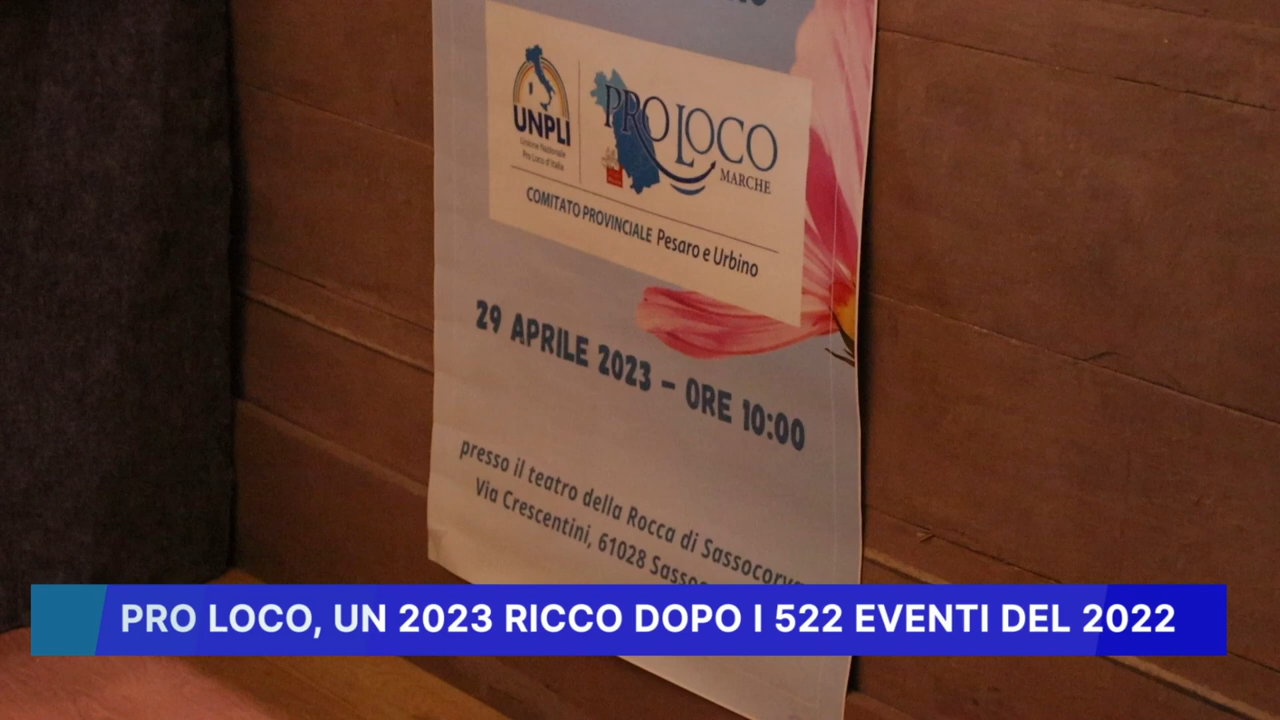 UNPLI
Unione Nazionale
Pro Loco d'Italia
PRO LOCO
MARCHE
COMITATO PROVINCIALE Pesaro e Urbino
29 APRILE 2023 - ORE 10:00
presso il teatro della Rocca di Sassocorva
Via Crescentini, 61028
PRO LOCO, UN 2023 RICCO DOPO I 522 EVENTI DEL 2022